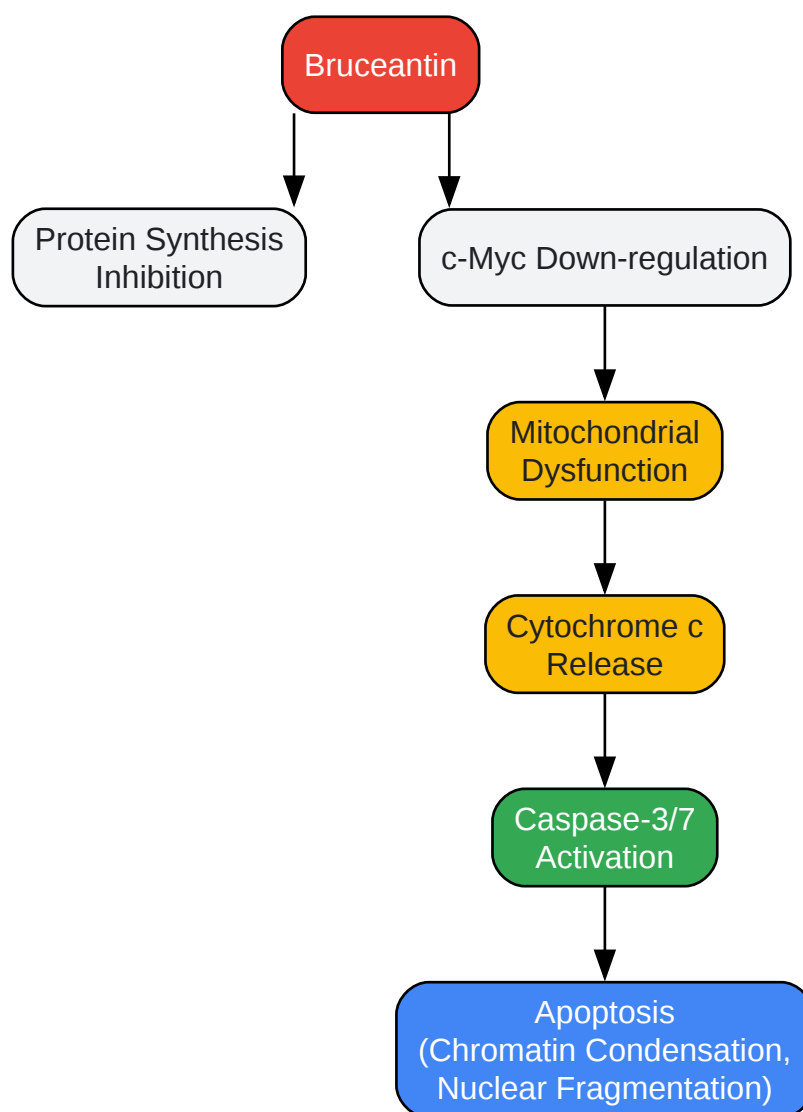 Bruceantin
Protein Synthesis
Inhibition
c-Myc Down-regulation
Mitochondrial
Dysfunction
Cytochrome c
Release
Caspase-3/7
Activation
Apoptosis
(Chromatin Condensation,
Nuclear Fragmentation)